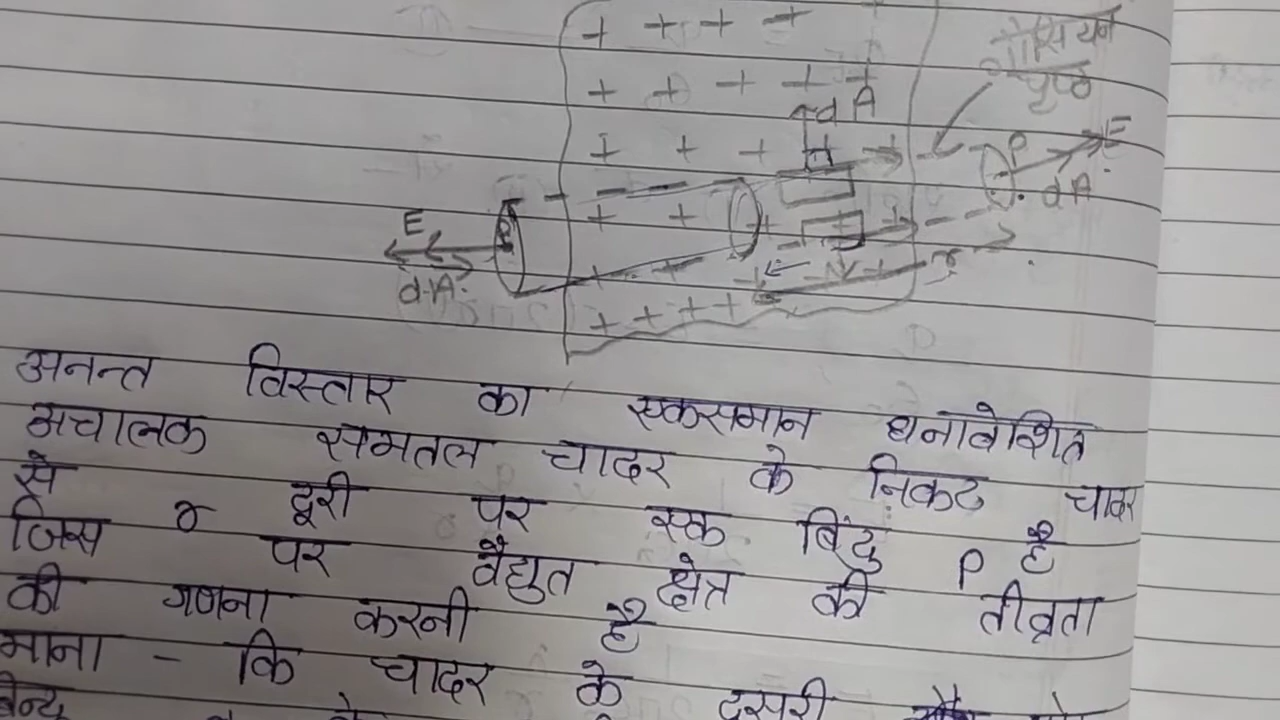 गॉसियन
पृष्ठ
dA
P
E
dA
E
dA
r
अनन्त विस्तार का एकसमान धनावेशित
अचालक समतल चादर के निकट चादर
से r दूरी पर एक बिंदु P है
जिस पर वैद्युत क्षेत्र की तीव्रता
की गणना करनी है
माना - कि चादर के दूसरी